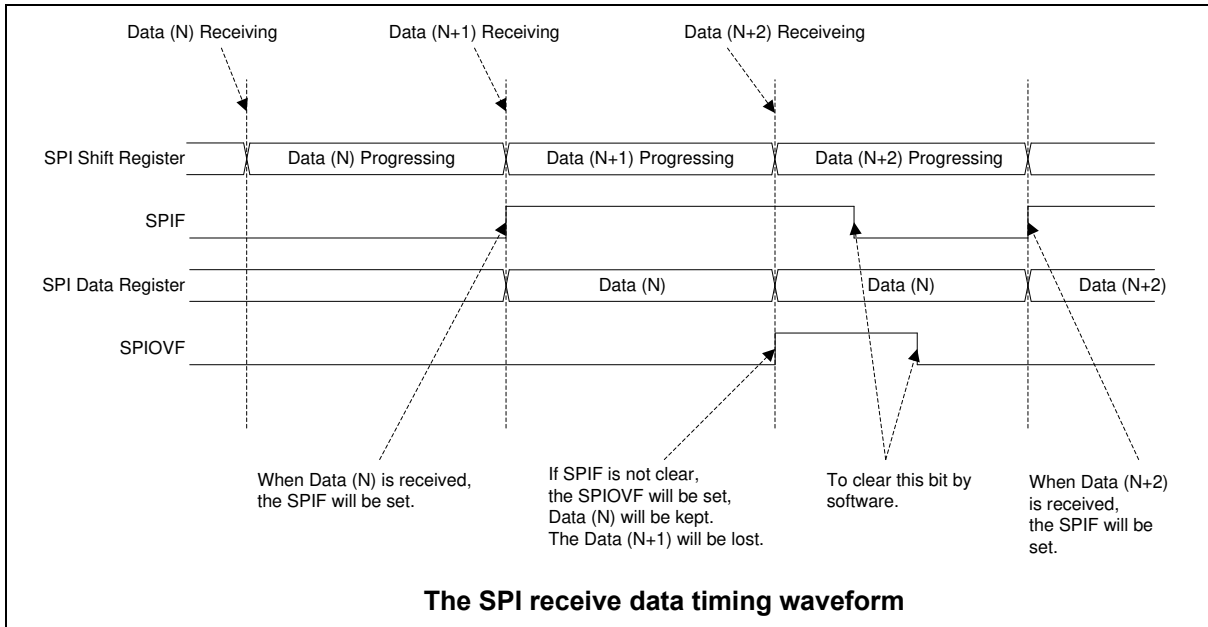 Data (N) Receiving
Data (N+1) Receiving
Data (N+2) Receiveing
SPI Shift Register
Data (N) Progressing
Data (N+1) Progressing
Data (N+2) Progressing
SPIF
SPI Data Register
Data (N)
Data (N)
Data (N+2)
SPIOVF
When Data (N) is received,
the SPIF will be set.
If SPIF is not clear,
the SPIOVF will be set,
Data (N) will be kept.
The Data (N+1) will be lost.
To clear this bit by
software.
When Data (N+2)
is received,
the SPIF will be
set.
The SPI receive data timing waveform